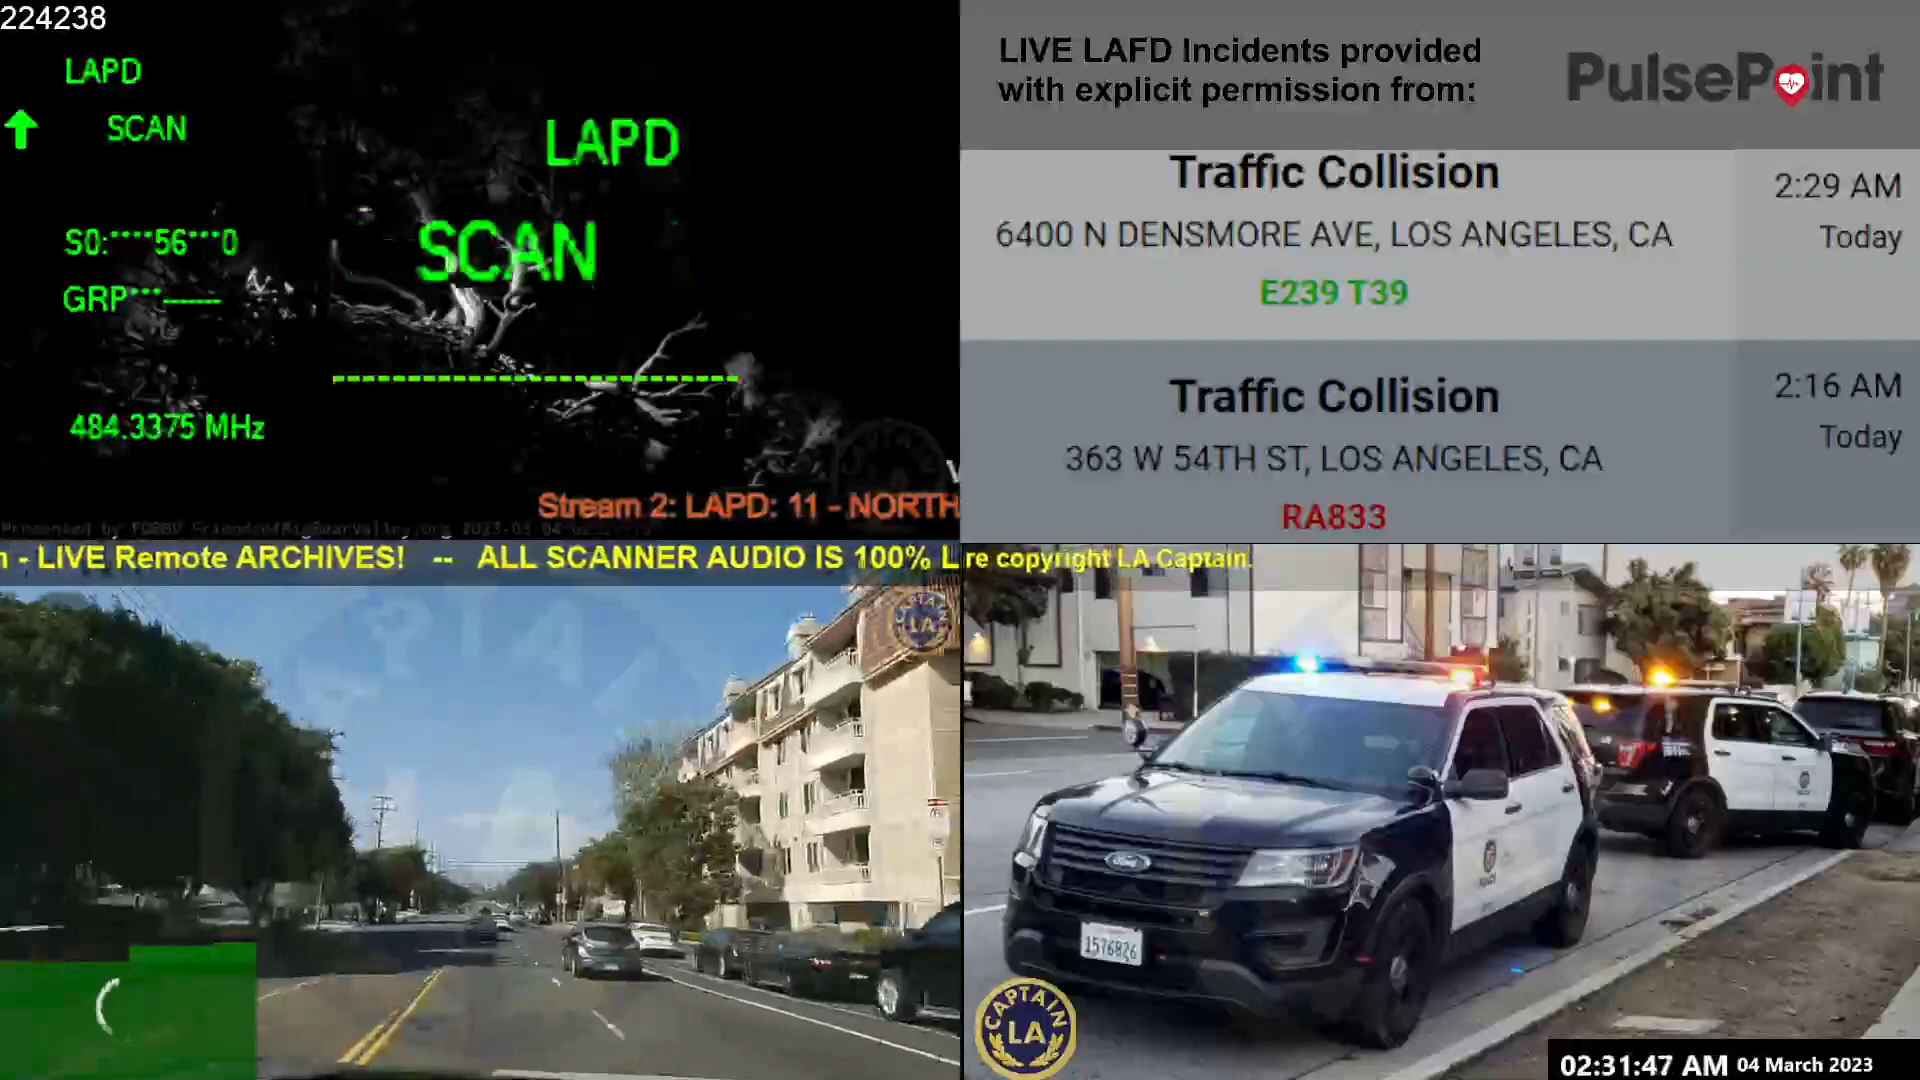 224238
LAPD
SCAN
LAPD
SCAN
S0:****56***0
GRP***-------
484.3375 MHz
Stream 2: LAPD: 11 - NORTH
LIVE LAFD Incidents provided
with explicit permission from:
PulsePoint
Traffic Collision
2:29 AM
6400 N DENSMORE AVE, LOS ANGELES, CA
Today
E239 T39
Traffic Collision
2:16 AM
363 W 54TH ST, LOS ANGELES, CA
Today
RA833
- LIVE Remote ARCHIVES! -- ALL SCANNER AUDIO IS 100% L
re copyright LA Captain.
CAPTAIN
LA
Ford
1576826
CAPTAIN
LA
02:31:47 AM 04 March 2023